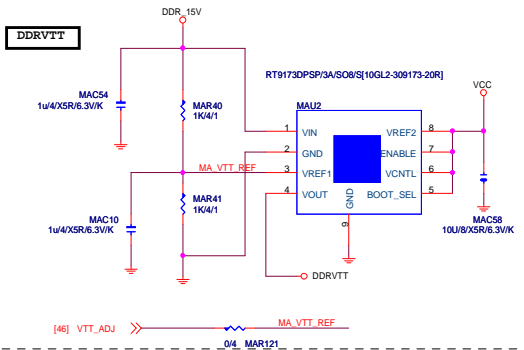 DDRVTT
DDR_15V
MAC54
1u/4/X5R/6.3V/K
MAR40
1K/4/1
RT9173DPSP/3A/SO8/S[10GL2-309173-20R]
VCC
MAU2
1 VIN VREF2 8
2 GND ENABLE 7
3 VREF1 VCNTL 6
4 VOUT BOOT_SEL 5
GND
9
MA_VTT_REF
MAR41
1K/4/1
MAC10
1u/4/X5R/6.3V/K
MAC58
10U/8/X5R/6.3V/K
DDRVTT
[46] VTT_ADJ
MA_VTT_REF
0/4 MAR121